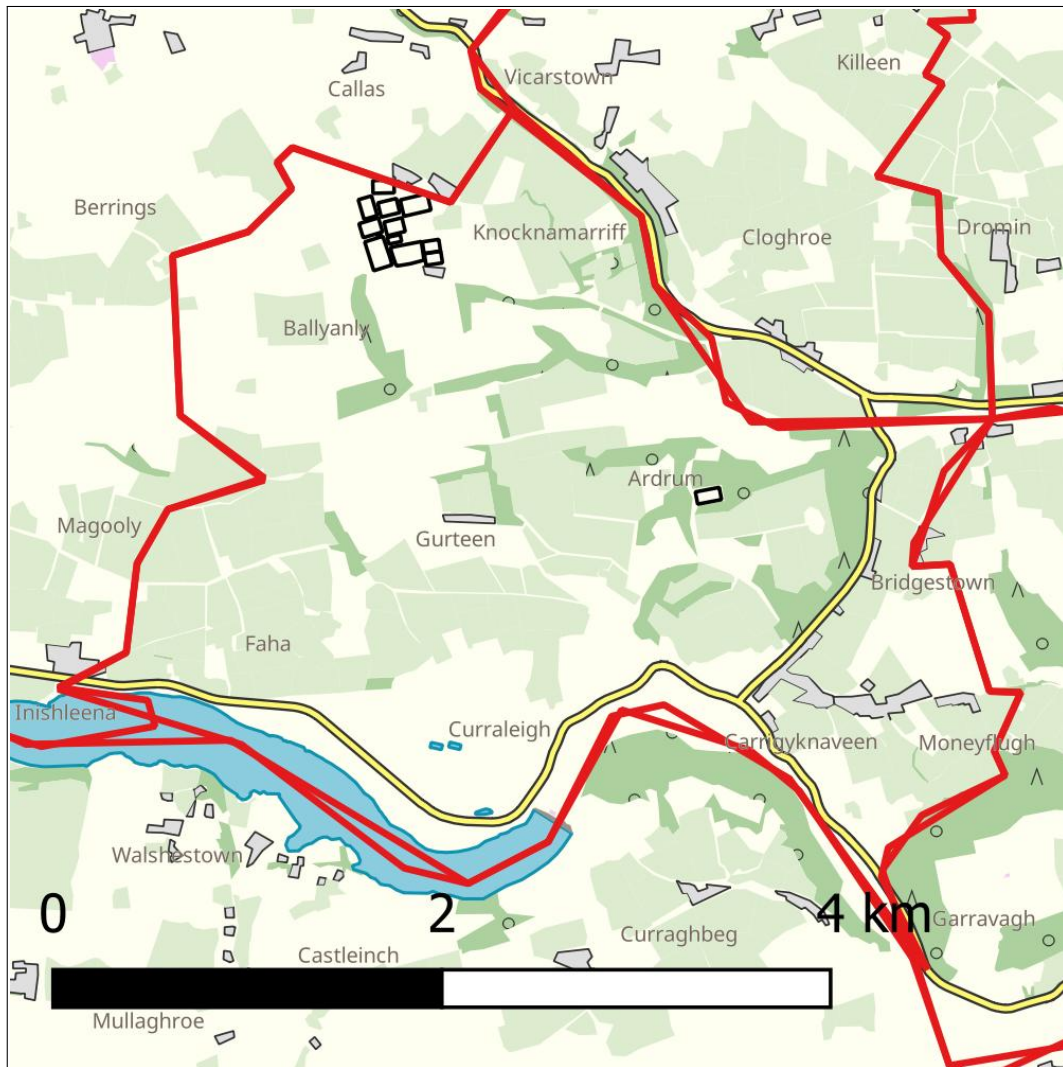 Killeen
Vicarstown
Callas
Berrings
Dromin
Knocknamarriff
Cloghroe
Ballyanly
Ardrum
Magooly
Gurteen
Bridgestown
Faha
Inishleena
Curraleigh
Carrigyknaveen
Moneyflugh
Walshestown
0 2 4 km
Garravagh
Curraghbeg
Castleinch
Mullaghroe